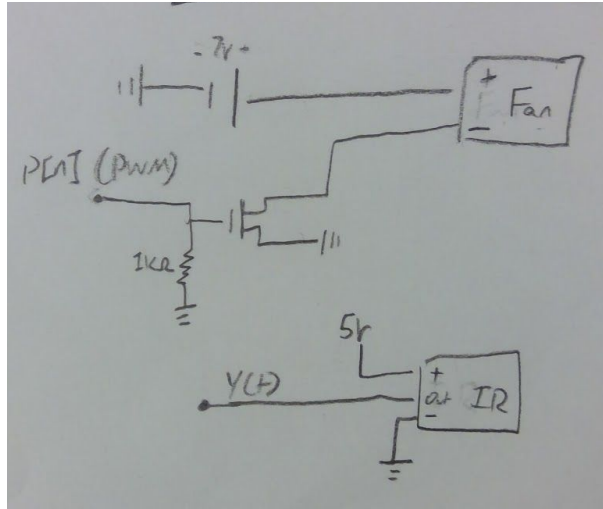 - 7v +
+
Fan
-
P[n] (PWM)
1kΩ
5v
+
Y(t)
out
IR
-